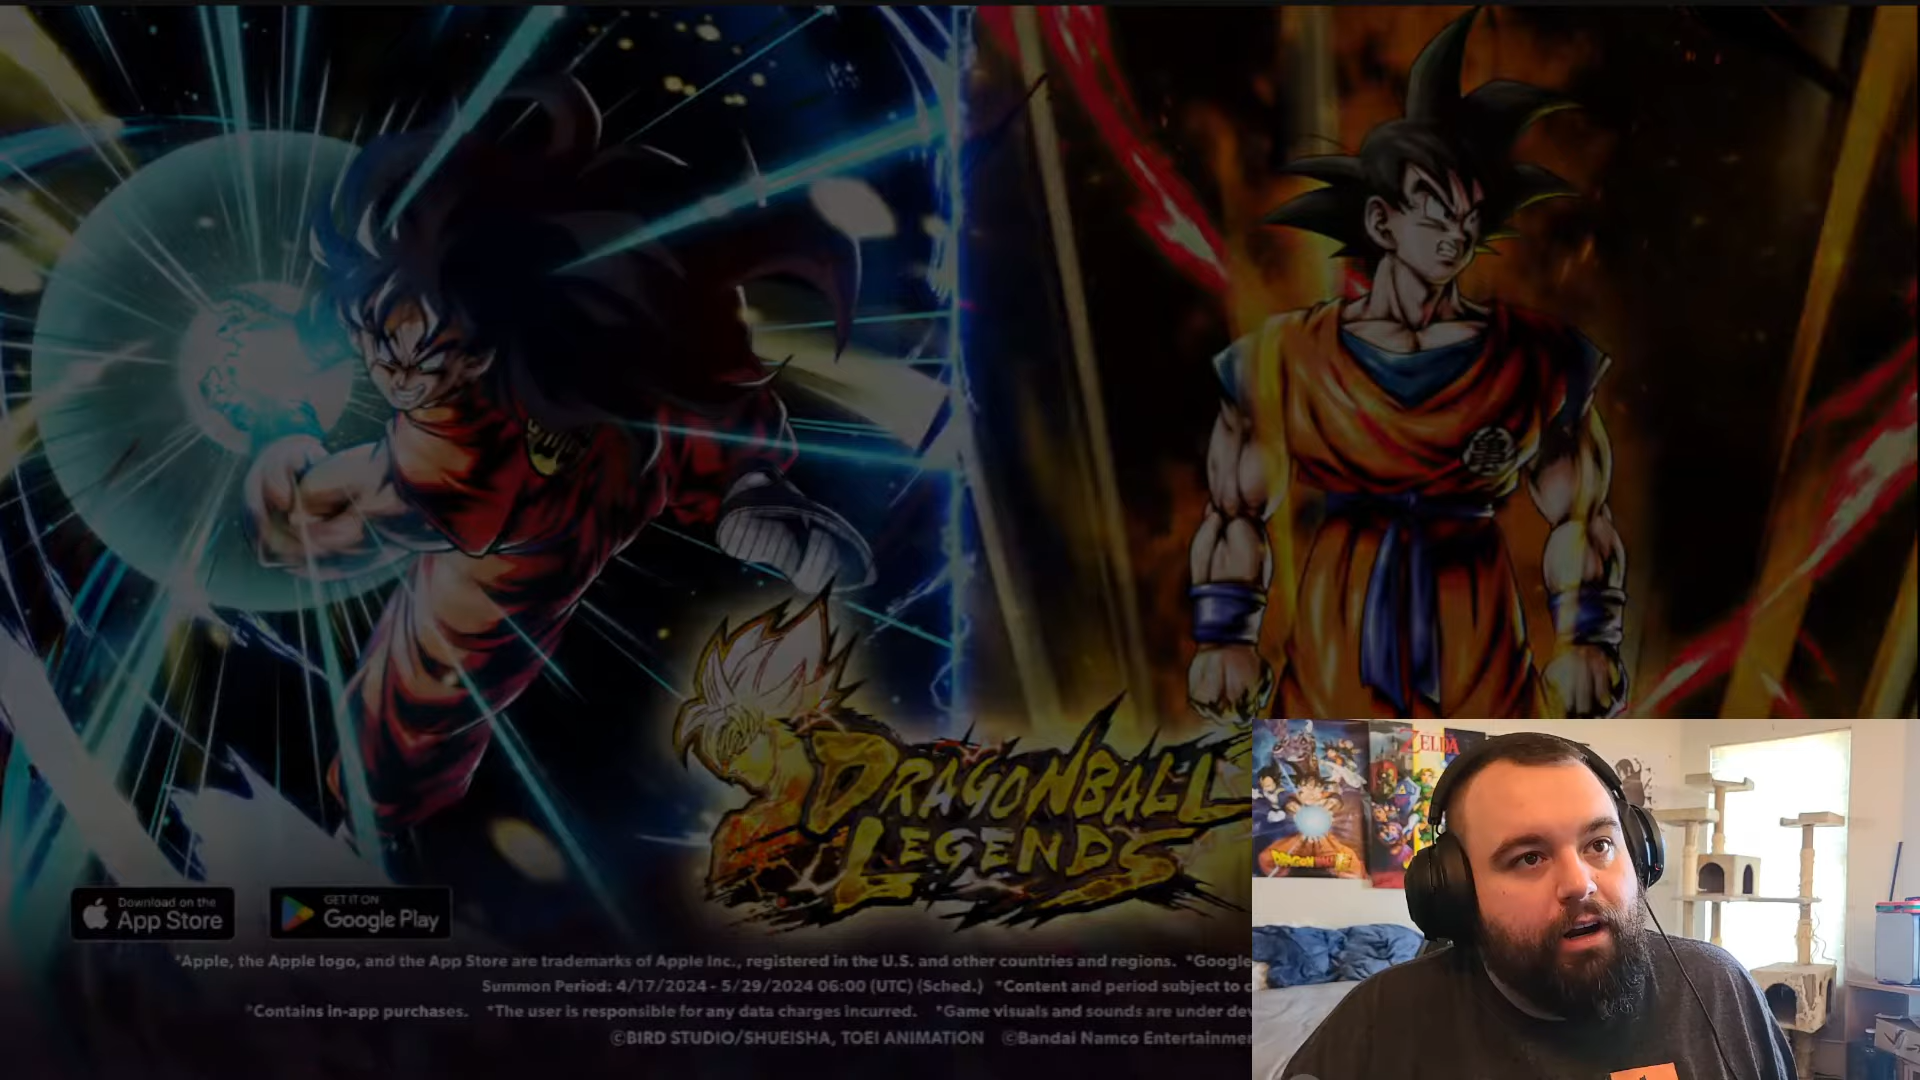 DRAGONBALL
LEGENDS
ZELDA
DRAGONBALL
Download on the
App Store
GET IT ON
Google Play
*Apple, the Apple logo, and the App Store are trademarks of Apple Inc., registered in the U.S. and other countries and regions. *Google
Summon Period: 4/17/2024 - 5/29/2024 06:00 (UTC) (Sched.) *Content and period subject to c
*Contains in-app purchases. *The user is responsible for any data charges incurred. *Game visuals and sounds are under dev
©BIRD STUDIO/SHUEISHA, TOEI ANIMATION ©Bandai Namco Entertainmen